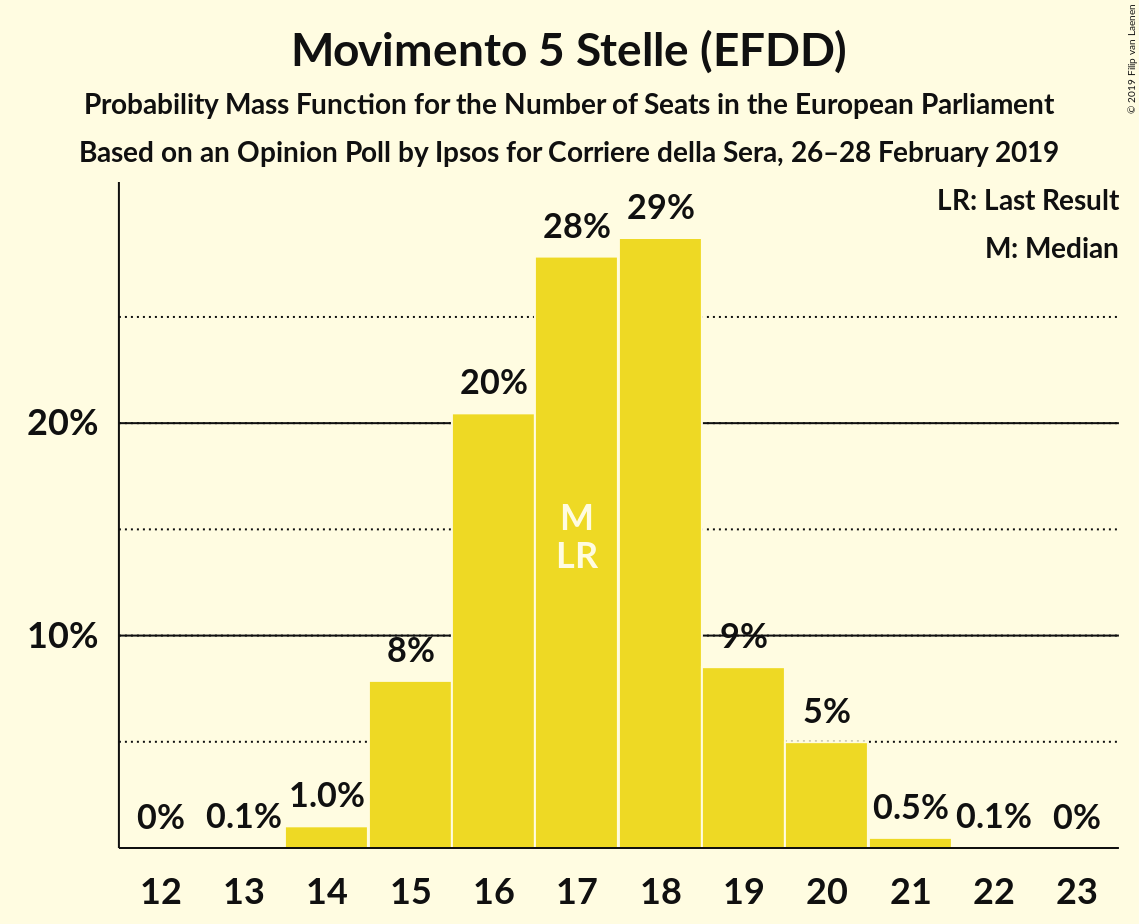 Movimento 5 Stelle (EFDD)
Probability Mass Function for the Number of Seats in the European Parliament
Based on an Opinion Poll by Ipsos for Corriere della Sera, 26–28 February 2019
© 2019 Filip van Laenen
LR: Last Result
M: Median
20%
10%
0%
0.1%
1.0%
8%
20%
28%
29%
9%
5%
0.5%
0.1%
0%
M
LR
12 13 14 15 16 17 18 19 20 21 22 23